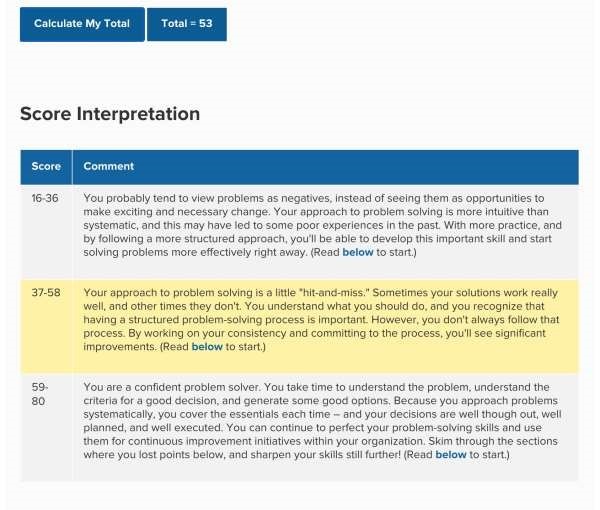 Calculate My Total
Total = 53
Score Interpretation
Score Comment
16-36 You probably tend to view problems as negatives, instead of seeing them as opportunities to
make exciting and necessary change. Your approach to problem solving is more intuitive than
systematic, and this may have led to some poor experiences in the past. With more practice, and
by following a more structured approach, you'll be able to develop this important skill and start
solving problems more effectively right away. (Read below to start.)
37-58 Your approach to problem solving is a little "hit-and-miss." Sometimes your solutions work really
well, and other times they don't. You understand what you should do, and you recognize that
having a structured problem-solving process is important. However, you don't always follow that
process. By working on your consistency and committing to the process, you'll see significant
improvements. (Read below to start.)
59- You are a confident problem solver. You take time to understand the problem, understand the
80 criteria for a good decision, and generate some good options. Because you approach problems
systematically, you cover the essentials each time – and your decisions are well though out, well
planned, and well executed. You can continue to perfect your problem-solving skills and use
them for continuous improvement initiatives within your organization. Skim through the sections
where you lost points below, and sharpen your skills still further! (Read below to start.)